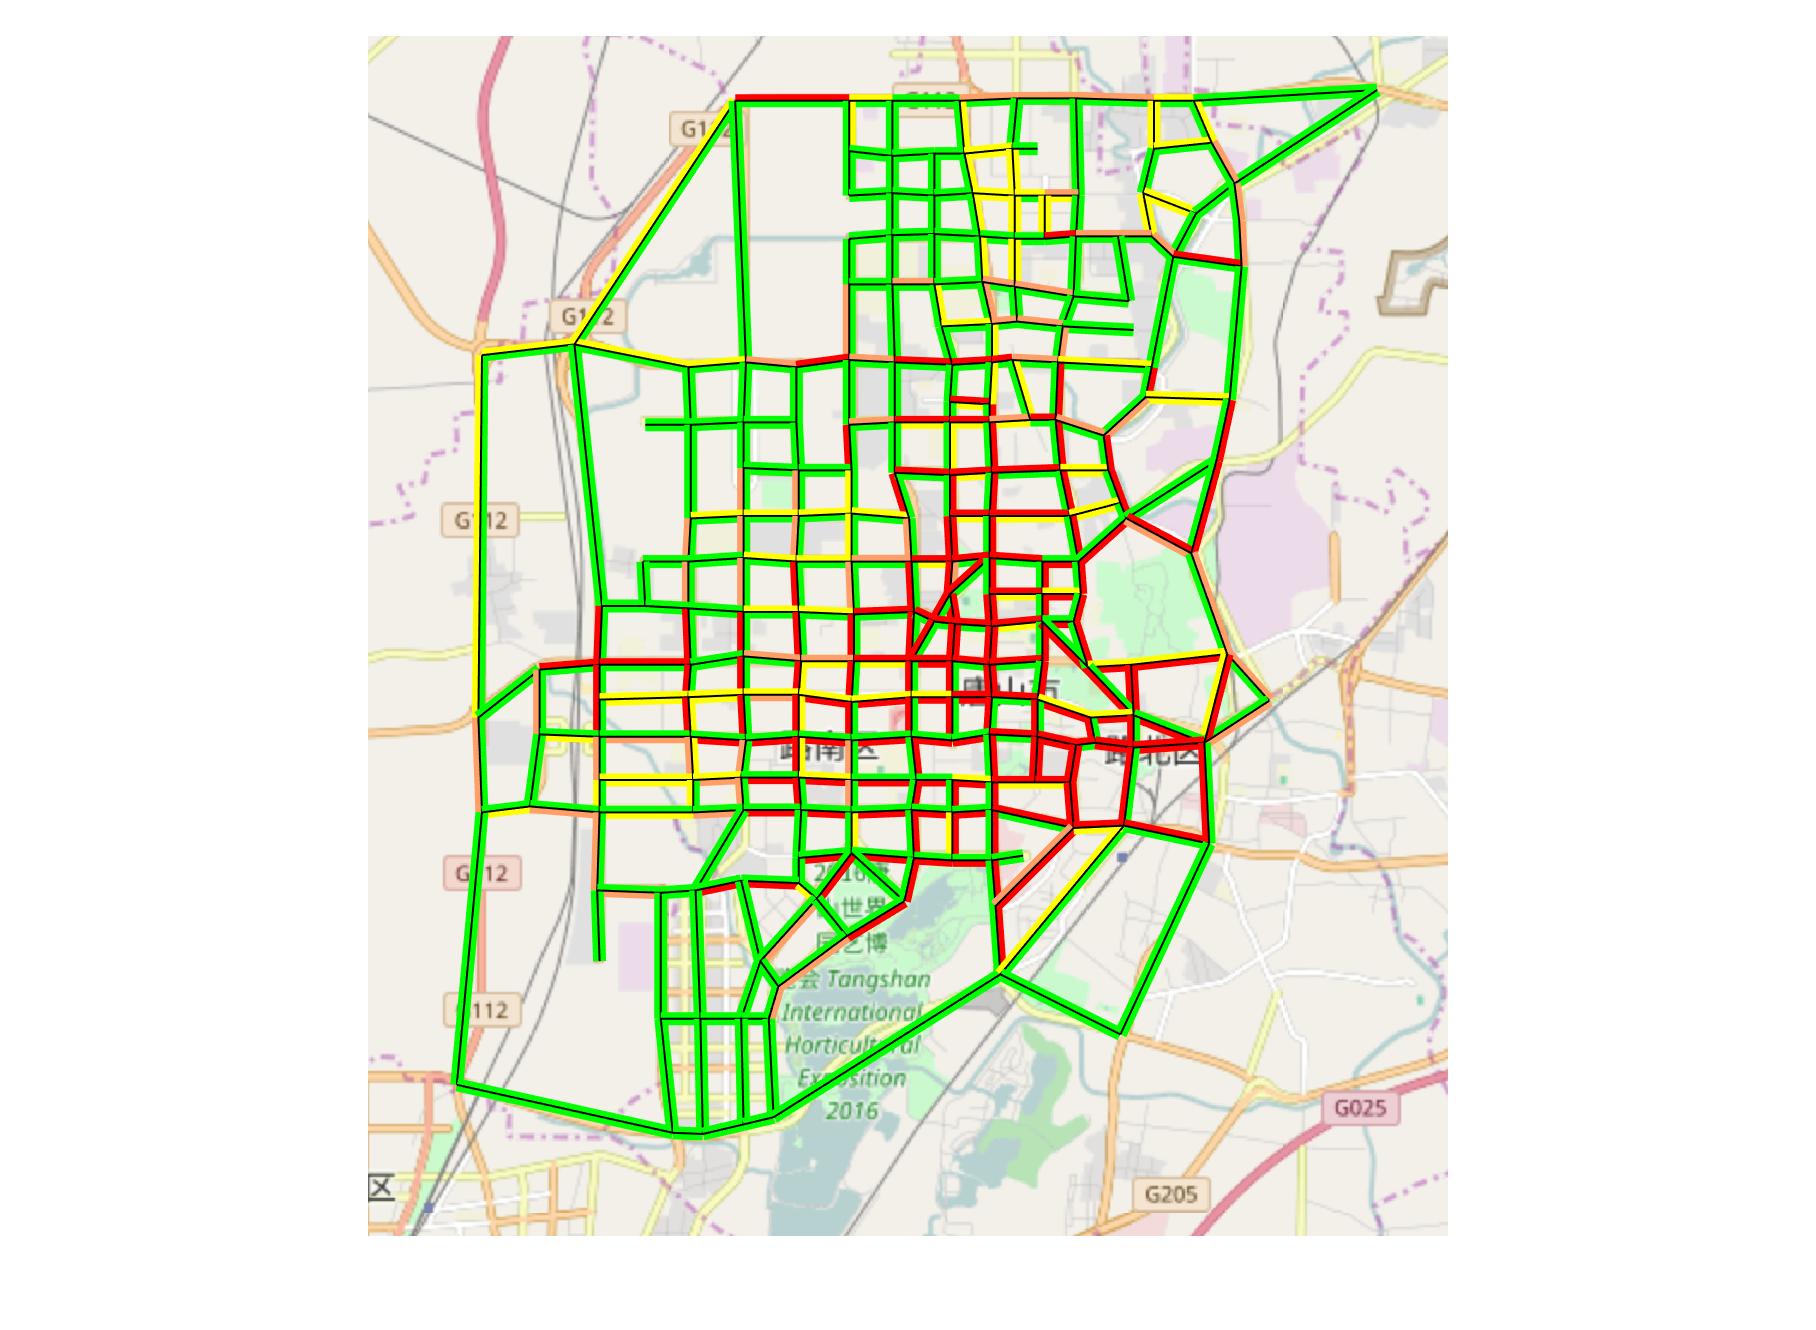 G112
G112
G112
G112
唐山市
路南区
路北区
2016唐
山世界
园艺博
览会 Tangshan
International
Horticultural
Exposition
2016
112
G025
区
G205